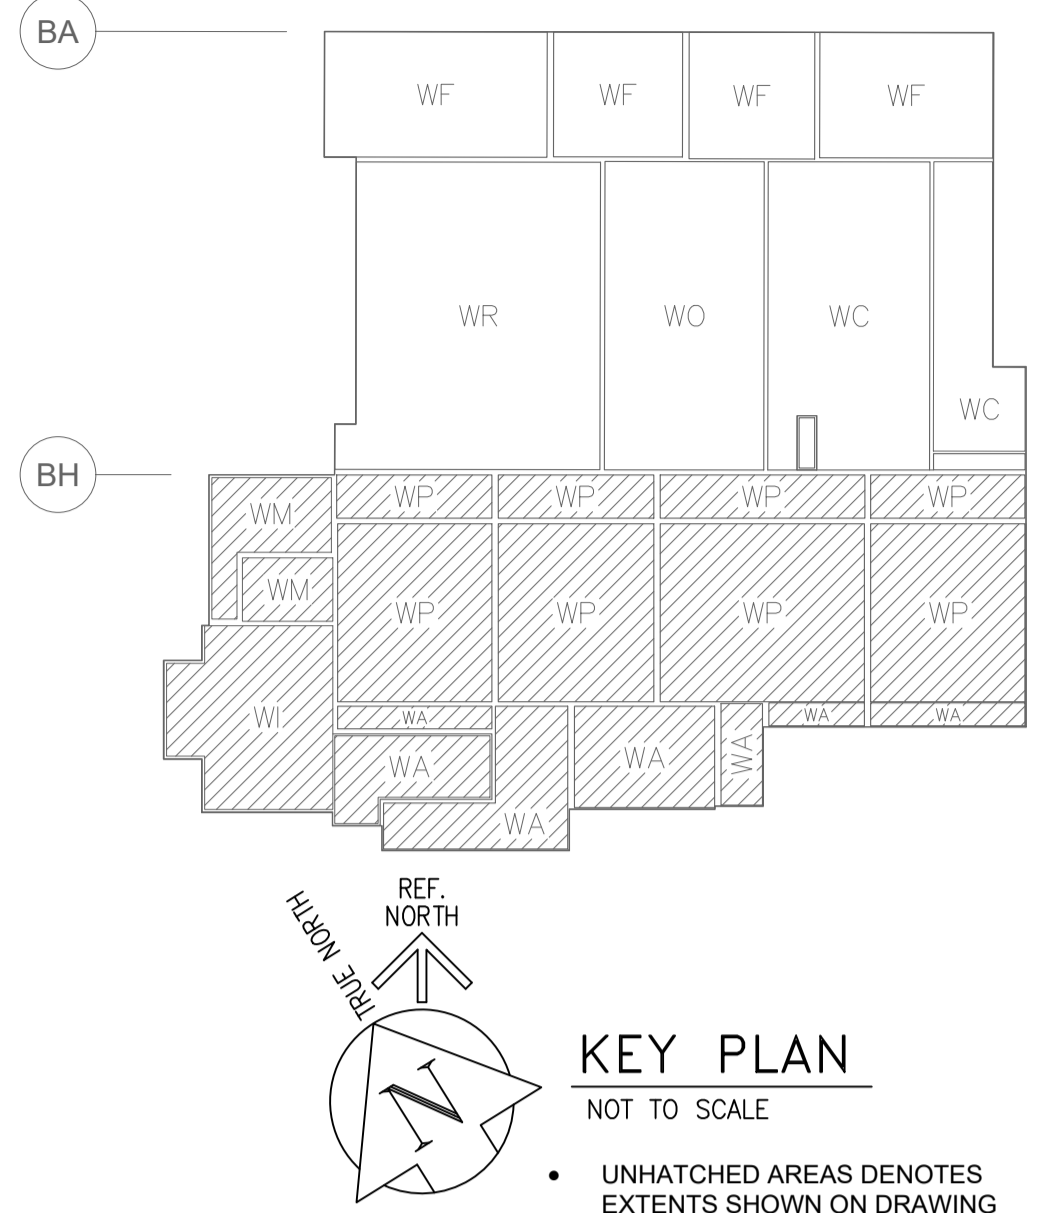 BA
WF WF WF WF
WR WO WC
WC
BH
WP WP WP WP
WM
WM
WP WP WP WP
WI
WA WA WA
WA WA WA
WA
REF.
NORTH
TRUE NORTH
N
KEY PLAN
NOT TO SCALE
• UNHATCHED AREAS DENOTES
EXTENTS SHOWN ON DRAWING